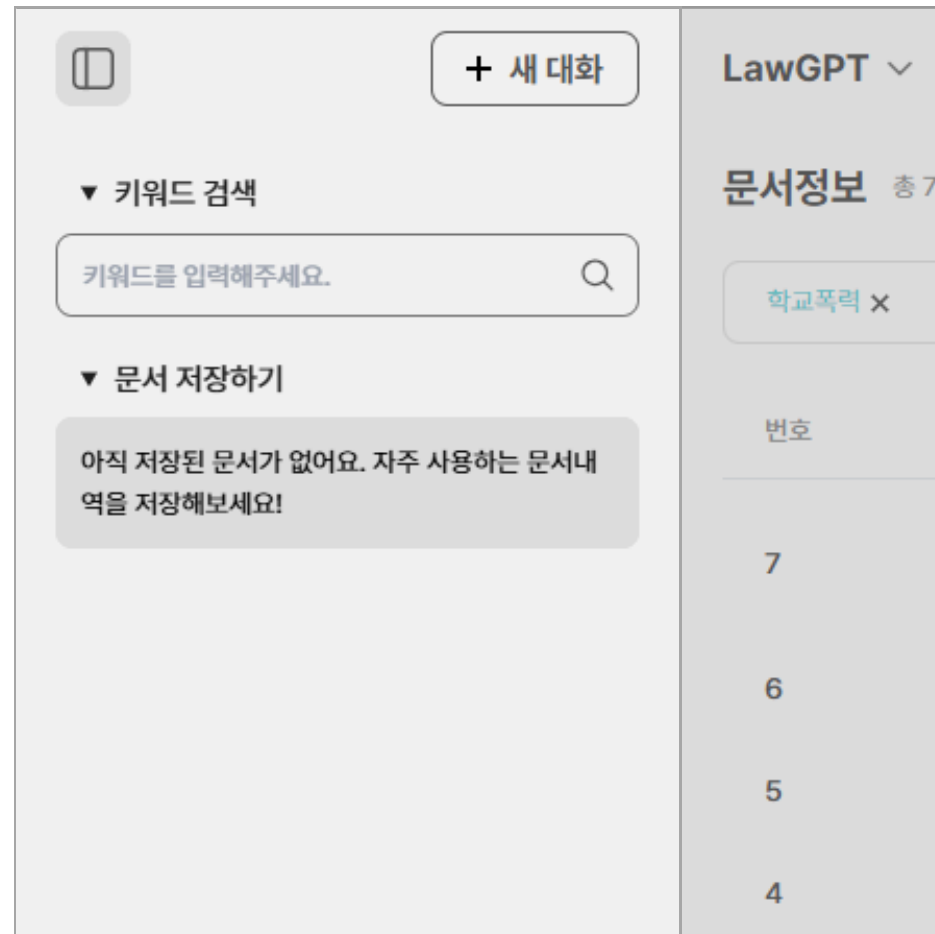 + 새 대화
▼ 키워드 검색
키워드를 입력해주세요.
▼ 문서 저장하기
아직 저장된 문서가 없어요. 자주 사용하는 문서내
역을 저장해보세요!
LawGPT
문서정보 총 7
학교폭력 ×
번호
7
6
5
4